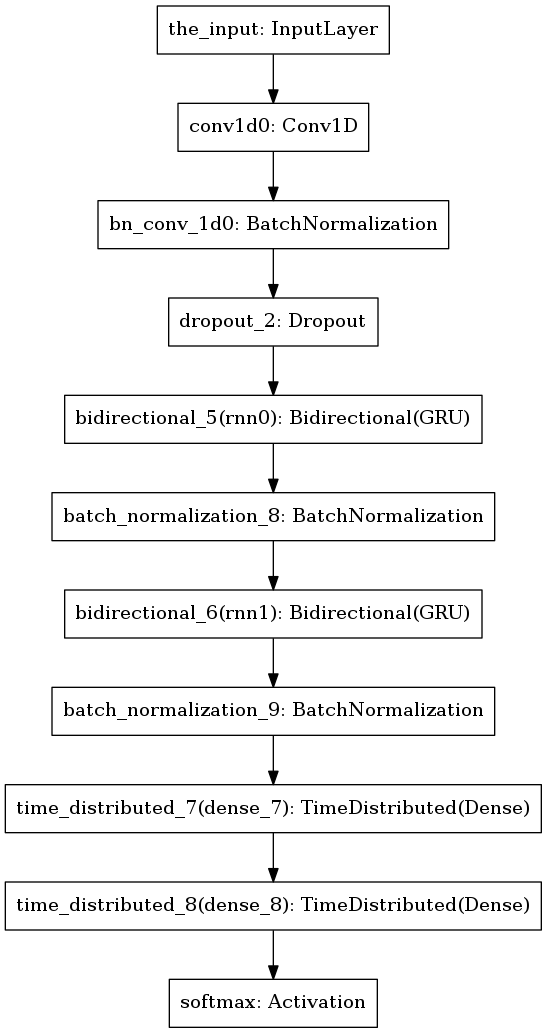 the_input: InputLayer
conv1d0: Conv1D
bn_conv_1d0: BatchNormalization
dropout_2: Dropout
bidirectional_5(rnn0): Bidirectional(GRU)
batch_normalization_8: BatchNormalization
bidirectional_6(rnn1): Bidirectional(GRU)
batch_normalization_9: BatchNormalization
time_distributed_7(dense_7): TimeDistributed(Dense)
time_distributed_8(dense_8): TimeDistributed(Dense)
softmax: Activation